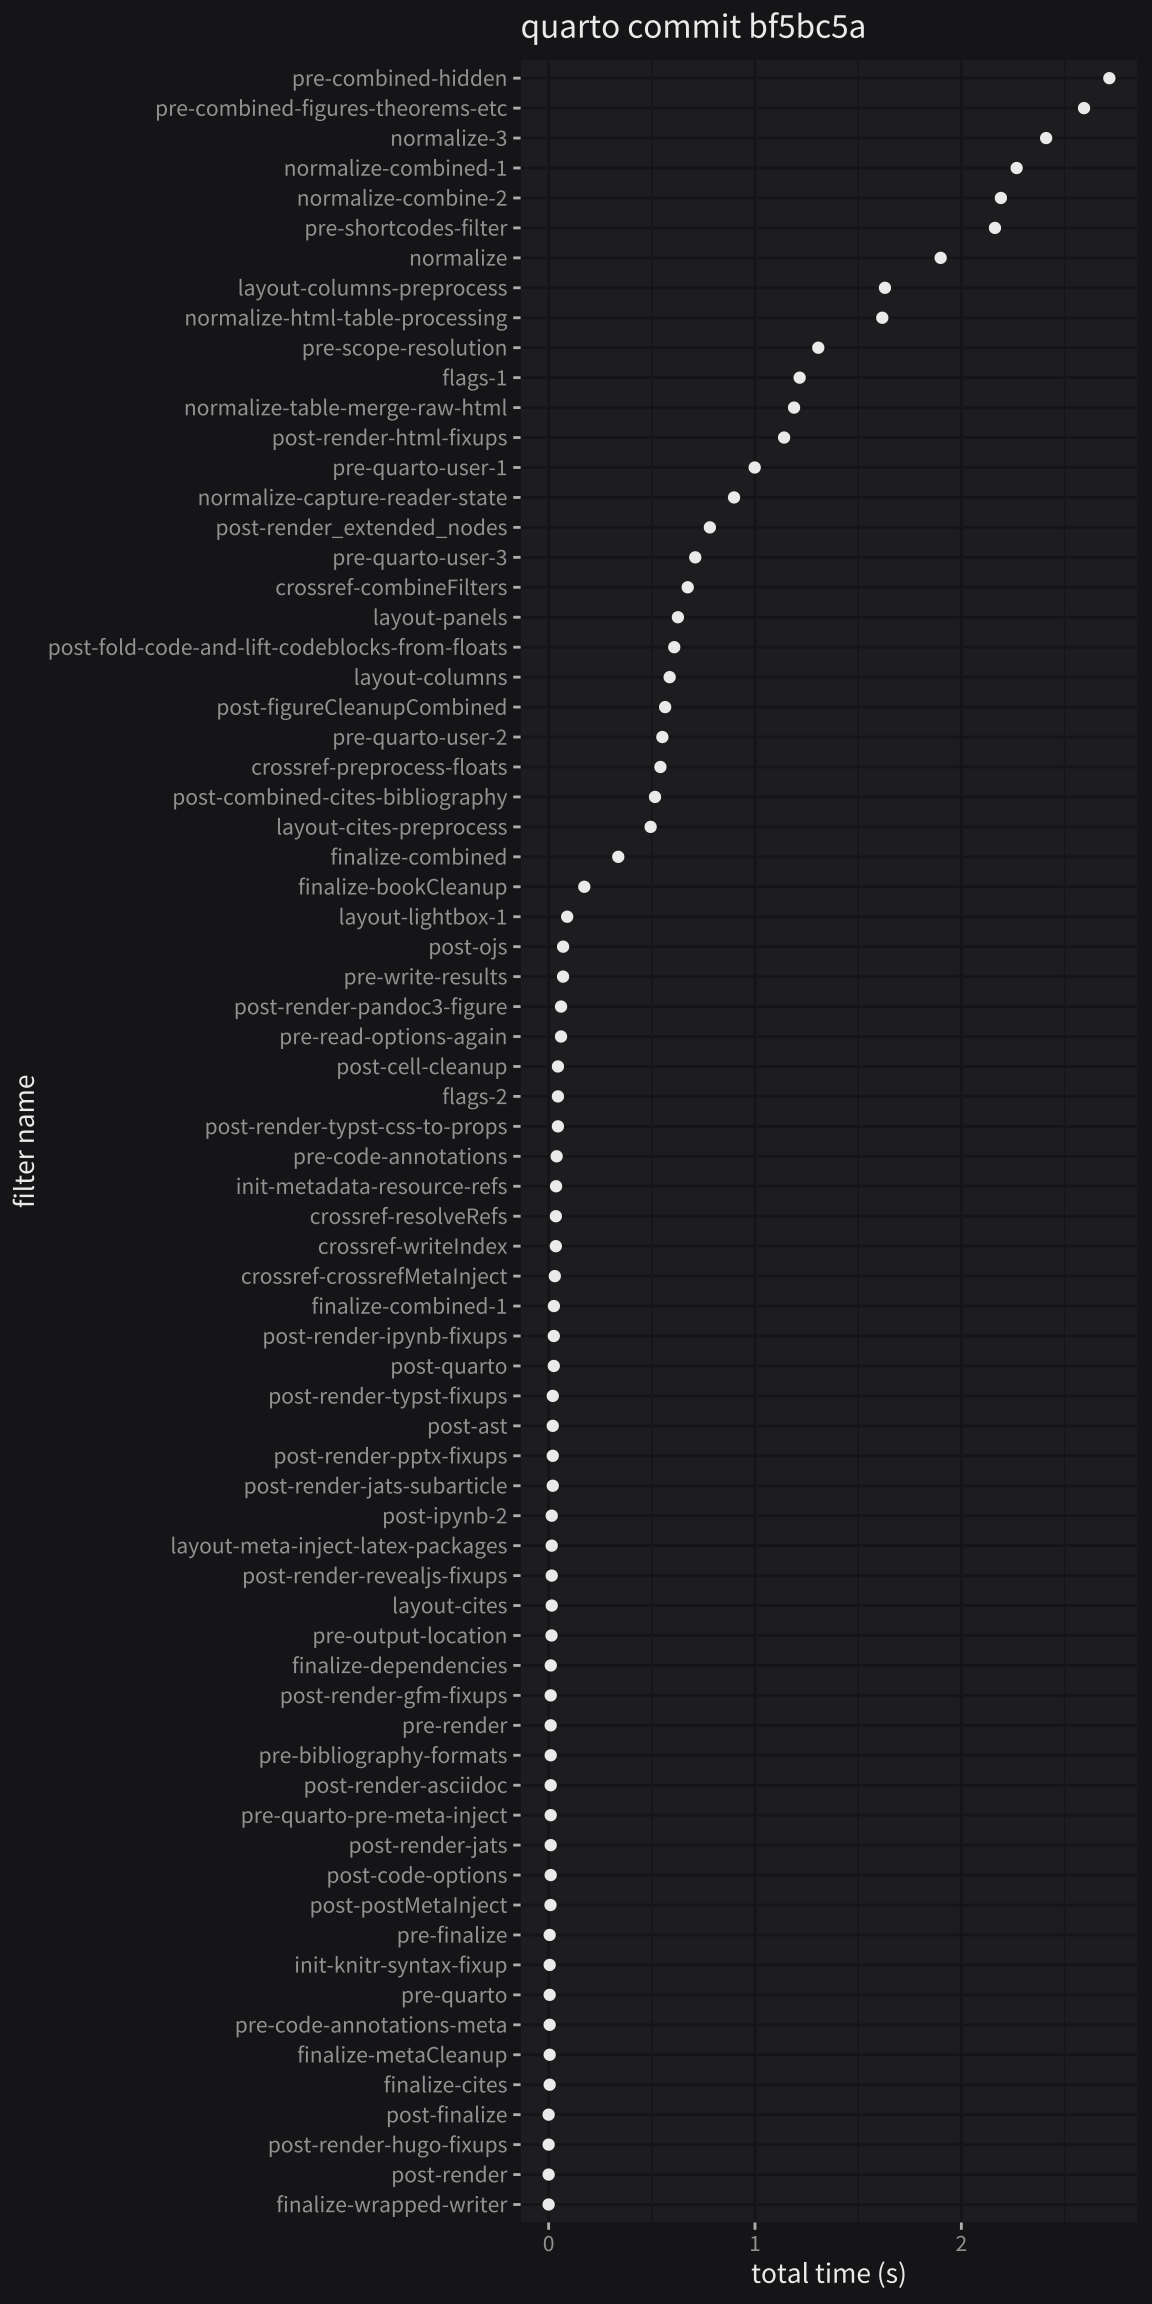 quarto commit bf5bc5a
pre-combined-hidden
pre-combined-figures-theorems-etc
normalize-3
normalize-combined-1
normalize-combine-2
pre-shortcodes-filter
normalize
layout-columns-preprocess
normalize-html-table-processing
pre-scope-resolution
flags-1
normalize-table-merge-raw-html
post-render-html-fixups
pre-quarto-user-1
normalize-capture-reader-state
post-render_extended_nodes
pre-quarto-user-3
crossref-combineFilters
layout-panels
post-fold-code-and-lift-codeblocks-from-floats
layout-columns
post-figureCleanupCombined
pre-quarto-user-2
crossref-preprocess-floats
post-combined-cites-bibliography
layout-cites-preprocess
finalize-combined
finalize-bookCleanup
layout-lightbox-1
post-ojs
pre-write-results
post-render-pandoc3-figure
pre-read-options-again
post-cell-cleanup
flags-2
post-render-typst-css-to-props
pre-code-annotations
init-metadata-resource-refs
crossref-resolveRefs
crossref-writeIndex
crossref-crossrefMetaInject
finalize-combined-1
post-render-ipynb-fixups
post-quarto
post-render-typst-fixups
post-ast
post-render-pptx-fixups
post-render-jats-subarticle
post-ipynb-2
layout-meta-inject-latex-packages
post-render-revealjs-fixups
layout-cites
pre-output-location
finalize-dependencies
post-render-gfm-fixups
pre-render
pre-bibliography-formats
post-render-asciidoc
pre-quarto-pre-meta-inject
post-render-jats
post-code-options
post-postMetaInject
pre-finalize
init-knitr-syntax-fixup
pre-quarto
pre-code-annotations-meta
finalize-metaCleanup
finalize-cites
post-finalize
post-render-hugo-fixups
post-render
finalize-wrapped-writer
filter name
0 1 2
total time (s)